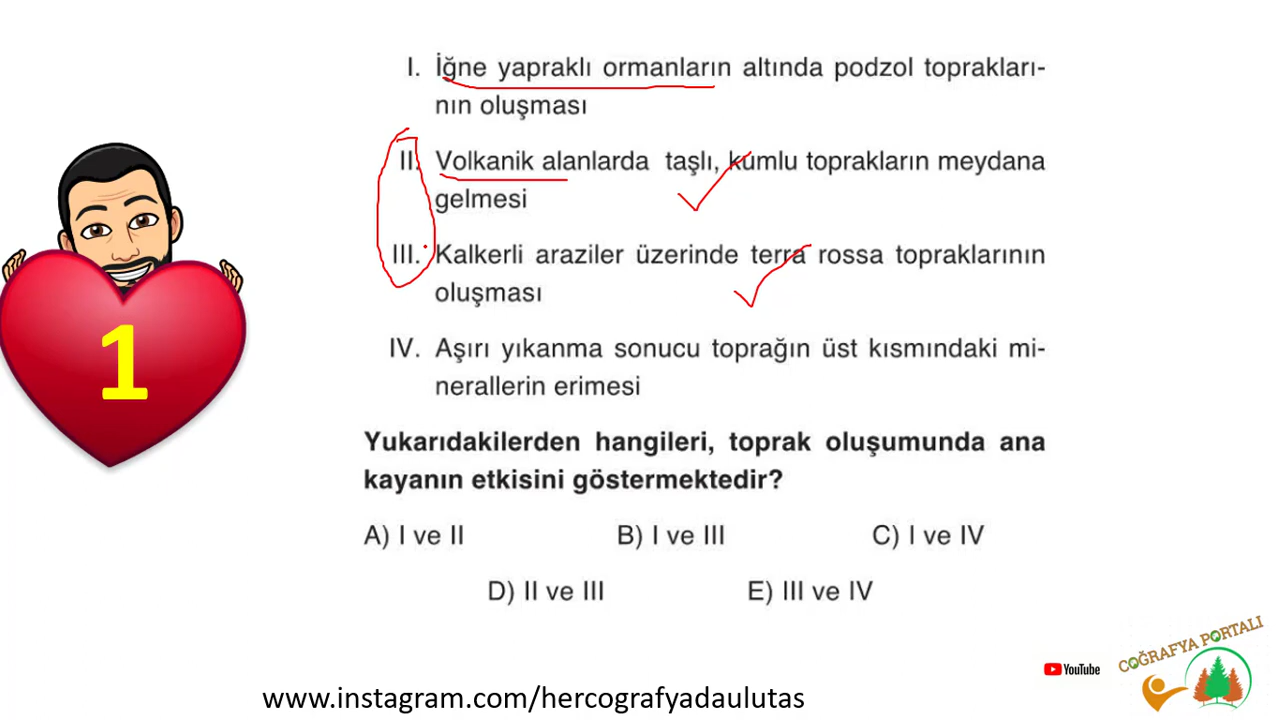 I. İğne yapraklı ormanların altında podzol toprakları-
nın oluşması
II. Volkanik alanlarda taşlı, kumlu toprakların meydana
gelmesi
III. Kalkerli araziler üzerinde terra rossa topraklarının
oluşması
1
IV. Aşırı yıkanma sonucu toprağın üst kısmındaki mi-
nerallerin erimesi
Yukarıdakilerden hangileri, toprak oluşumunda ana
kayanın etkisini göstermektedir?
A) I ve II B) I ve III C) I ve IV
D) II ve III E) III ve IV
COĞRAFYA PORTALI
YouTube
www.instagram.com/hercografyadaulutas